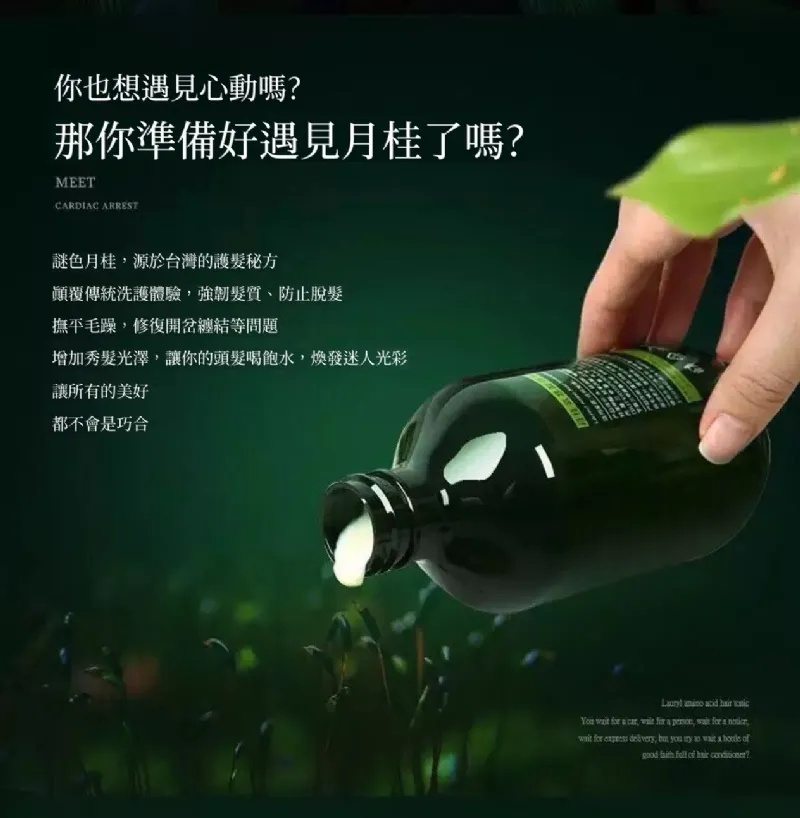 你也想遇見心動嗎?
那你準備好遇見月桂了嗎?
MEET
CARDIAC ARREST
謎色月桂，源於台灣的護髮秘方
顛覆傳統洗護體驗，強韌髮質、防止脫髮
撫平毛躁，修復開岔纏結等問題
增加秀髮光澤，讓你的頭髮喝飽水，煥發迷人光彩
讓所有的美好
都不會是巧合
Lauryl amino acid hair tonic
You wait for a car, wait for a person, wait for a notice,
wait for express delivery, but you try to wait a bottle of
good faith full of hair conditioner?